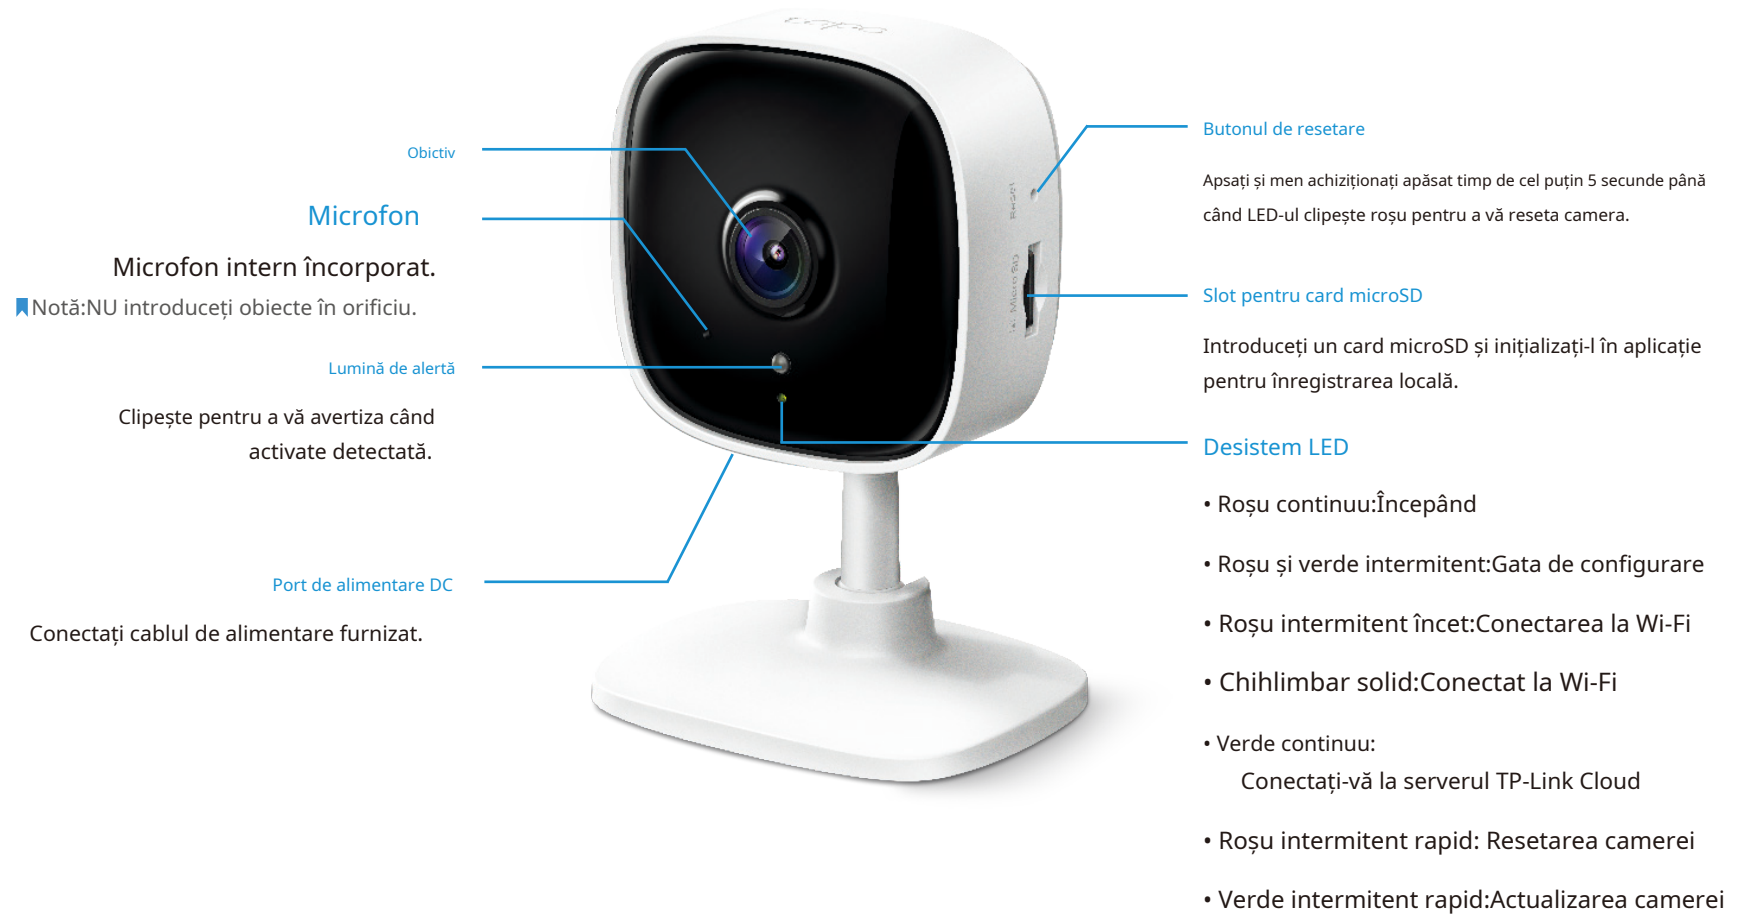 tapo
Obictiv
Microfon
Microfon intern încorporat.
Notă:NU introduceți obiecte în orificiu.
Lumină de alertă
Clipește pentru a vă avertiza când
activate detectată.
Port de alimentare DC
Conectați cablul de alimentare furnizat.
Reset
Micro SD
Butonul de resetare
Apsați și men achiziționați apăsat timp de cel puțin 5 secunde până
când LED-ul clipește roșu pentru a vă reseta camera.
Slot pentru card microSD
Introduceți un card microSD și inițializați-l în aplicație
pentru înregistrarea locală.
Desistem LED
• Roșu continuu:Începând
• Roșu și verde intermitent:Gata de configurare
• Roșu intermitent încet:Conectarea la Wi-Fi
• Chihlimbar solid:Conectat la Wi-Fi
• Verde continuu:
Conectați-vă la serverul TP-Link Cloud
• Roșu intermitent rapid: Resetarea camerei
• Verde intermitent rapid:Actualizarea camerei